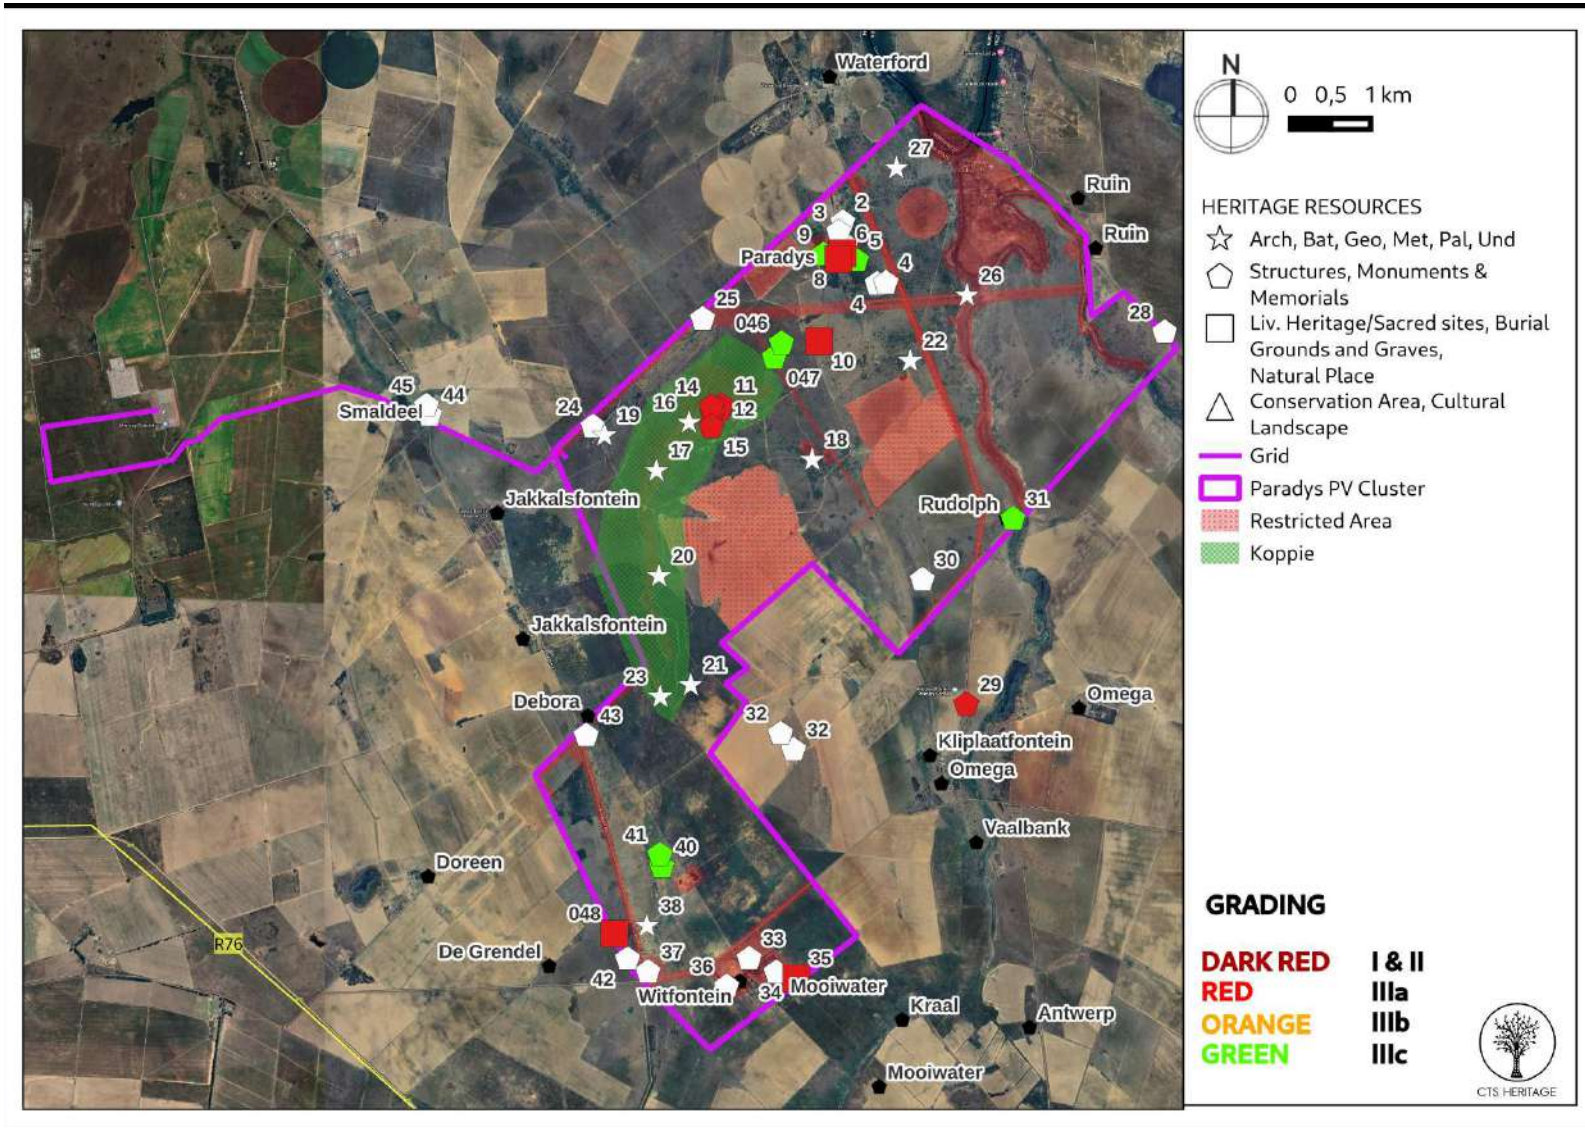 Waterford
27
Ruin
2
3
Ruin
9
6
5
Paradys
8
4
26
4
25
28
046
22
10
047
14
11
45
44
16
12
Smaldeel
24
19
15
18
17
Jakkalsfontein
Rudolph
31
20
30
Jakkalsfontein
21
23
29
Omega
Debora
43
32
32
Kliplaatfontein
Omega
Vaalbank
41
40
Doreen
38
048
R76
33
De Grendel
37
36
35
42
Witfontein
34
Mooiwater
Kraal
Antwerp
Mooiwater
N
0 0,5 1 km
HERITAGE RESOURCES
Arch, Bat, Geo, Met, Pal, Und
Structures, Monuments &
Memorials
Liv. Heritage/Sacred sites, Burial
Grounds and Graves,
Natural Place
Conservation Area, Cultural
Landscape
Grid
Paradys PV Cluster
Restricted Area
Koppie
GRADING
DARK RED I & II
RED IIIa
ORANGE IIIb
GREEN IIIc
CTS HERITAGE